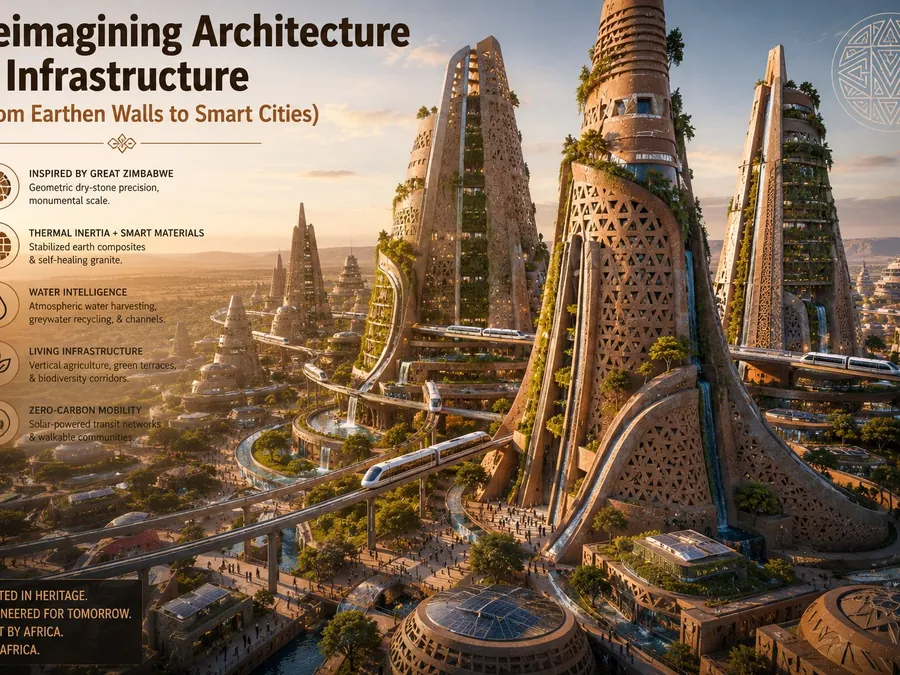 eimagining Architecture
Infrastructure
om Earthen Walls to Smart Cities)
INSPIRED BY GREAT ZIMBABWE
Geometric dry-stone precision,
monumental scale.
THERMAL INERTIA + SMART MATERIALS
Stabilized earth composites
& self-healing granite.
WATER INTELLIGENCE
Atmospheric water harvesting,
greywater recycling, & channels.
LIVING INFRASTRUCTURE
Vertical agriculture, green terraces,
& biodiversity corridors.
ZERO-CARBON MOBILITY
Solar-powered transit networks
& walkable communities.
TED IN HERITAGE.
NEERED FOR TOMORROW.
T BY AFRICA.
AFRICA.